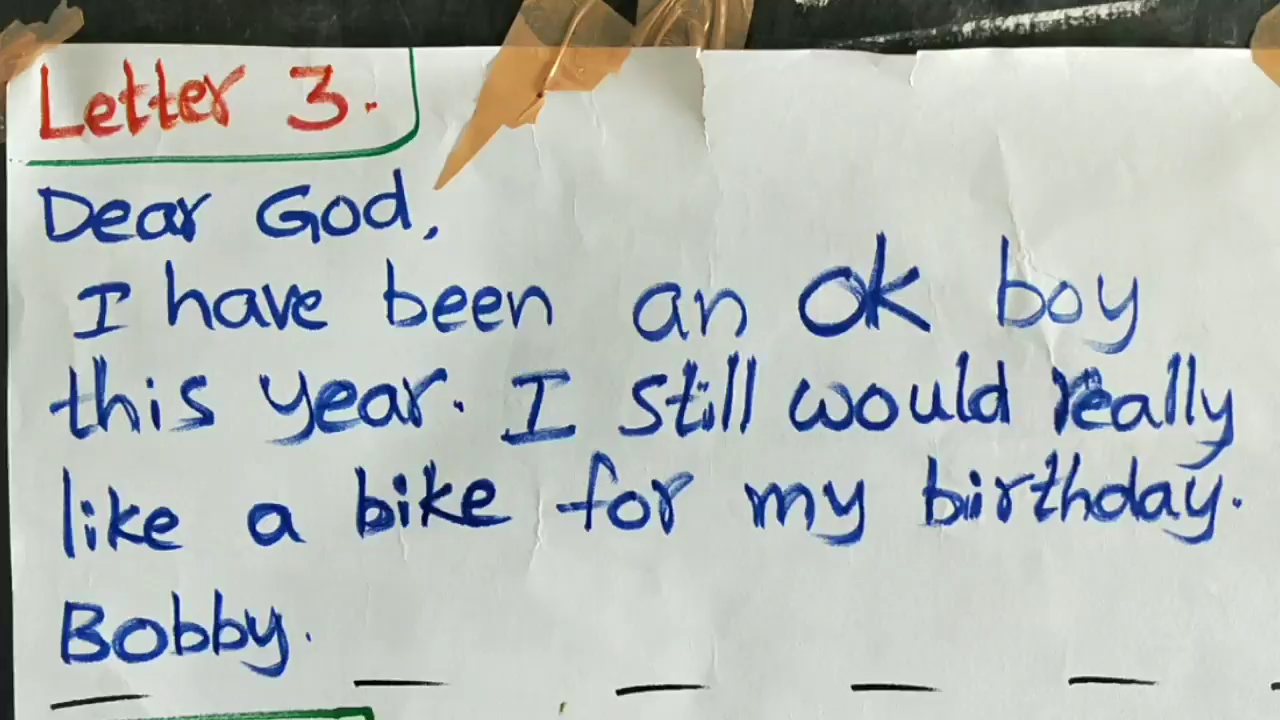 Letter 3.
Dear God,
I have been an ok boy
this year. I still would really
like a bike for my birthday.
Bobby.